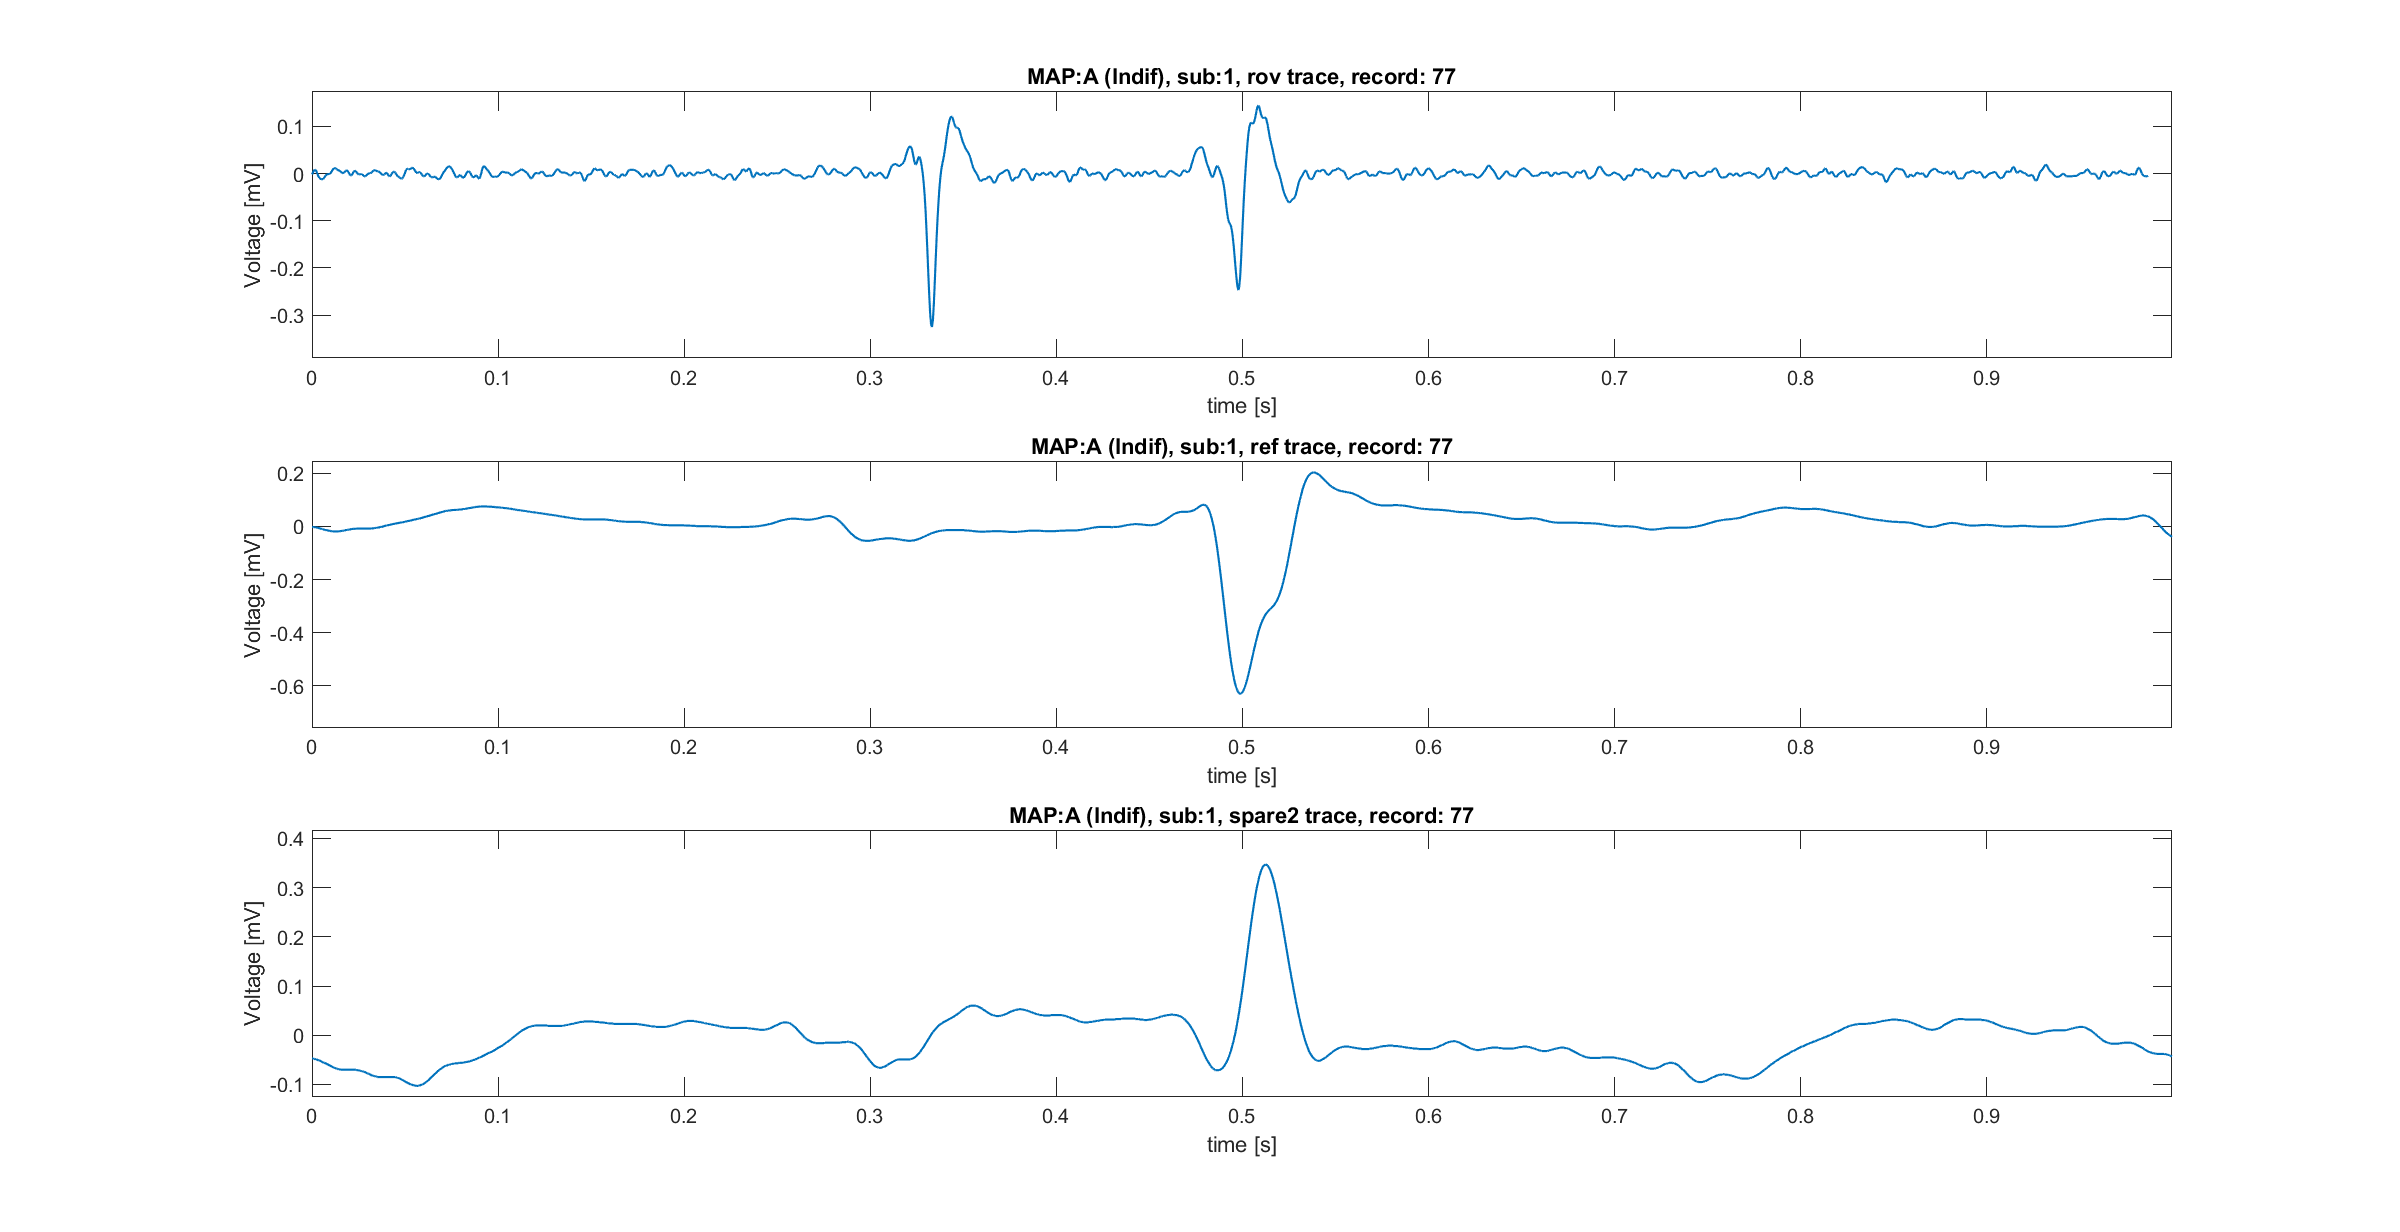 MAP:A (Indif), sub:1, rov trace, record: 77
Voltage [mV]
0.1
0
-0.1
-0.2
-0.3
0 0.1 0.2 0.3 0.4 0.5 0.6 0.7 0.8 0.9
time [s]
MAP:A (Indif), sub:1, ref trace, record: 77
Voltage [mV]
0.2
0
-0.2
-0.4
-0.6
0 0.1 0.2 0.3 0.4 0.5 0.6 0.7 0.8 0.9
time [s]
MAP:A (Indif), sub:1, spare2 trace, record: 77
Voltage [mV]
0.4
0.3
0.2
0.1
0
-0.1
0 0.1 0.2 0.3 0.4 0.5 0.6 0.7 0.8 0.9
time [s]